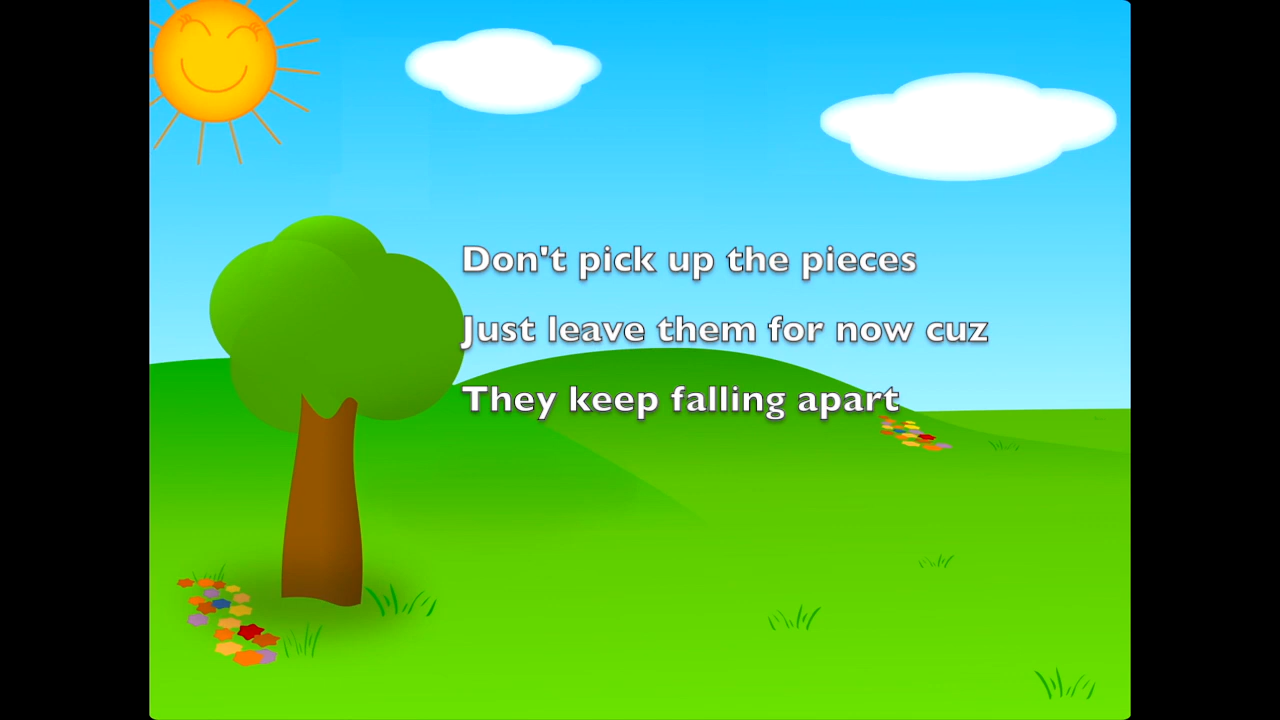 Don't pick up the pieces
Just leave them for now cuz
They keep falling apart